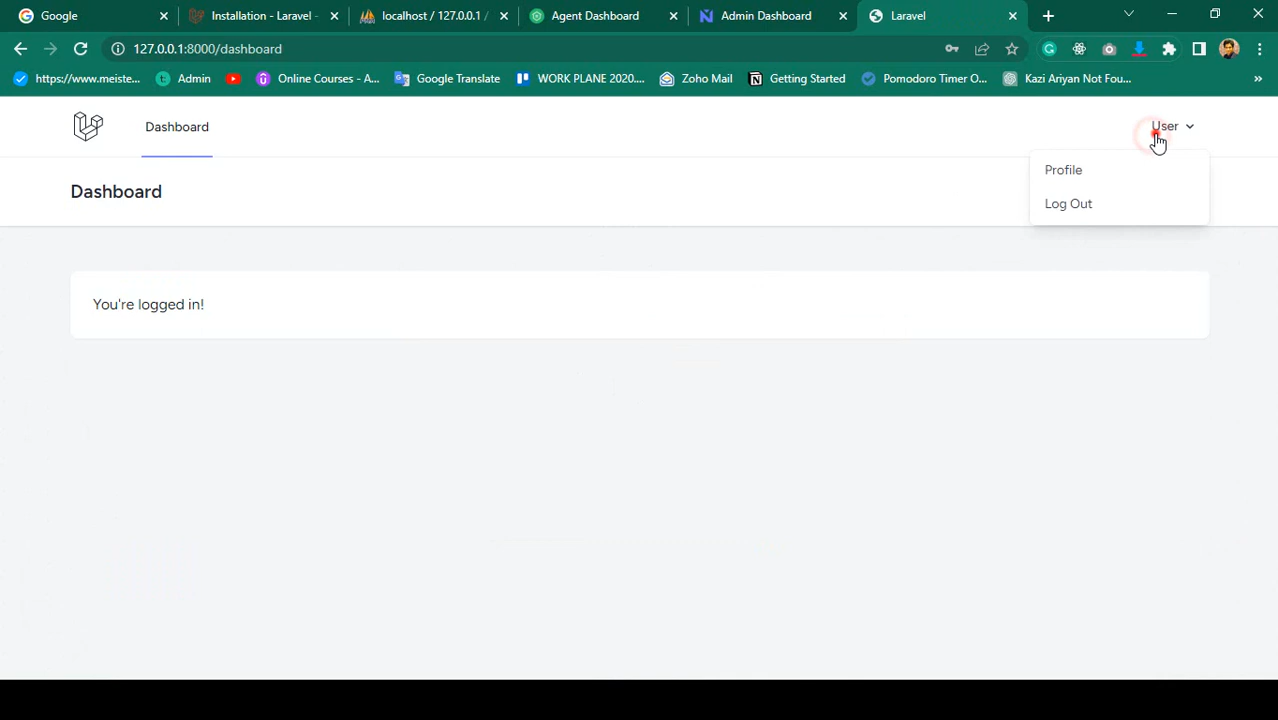 Google
Installation - Laravel -
localhost / 127.0.0.1 /
Agent Dashboard
Admin Dashboard
Laravel
127.0.0.1:8000/dashboard
https://www.meiste...
Admin
Online Courses - A...
Google Translate
WORK PLANE 2020....
Zoho Mail
Getting Started
Pomodoro Timer O...
Kazi Ariyan Not Fou...
Dashboard
User
Profile
Log Out
Dashboard
You're logged in!